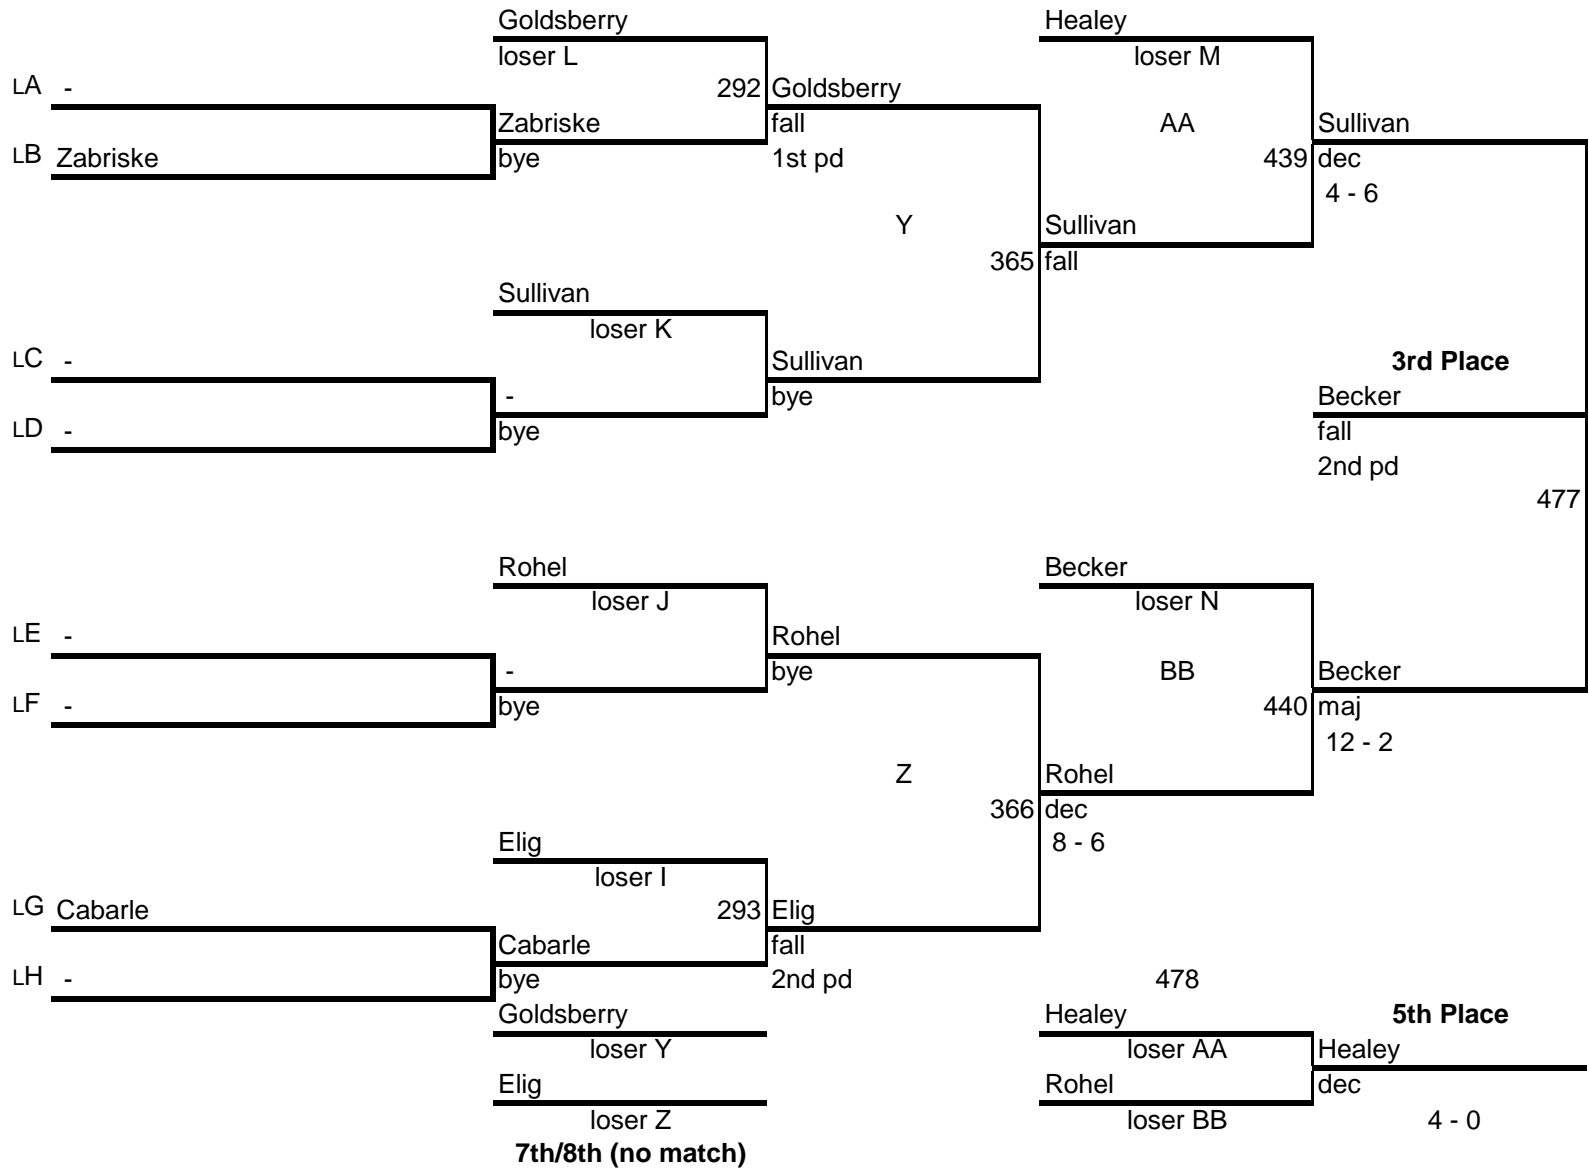 Goldsberry Healey
loser L loser M
LA - 292 Goldsberry
Zabriske fall AA Sullivan
LB Zabriske bye 1st pd 439 dec
4 - 6
Y Sullivan
365 fall
Sullivan
loser K
LC - Sullivan 3rd Place
- bye Becker
LD - bye fall
2nd pd
477
Rohel Becker
loser J loser N
LE - Rohel
- bye BB Becker
LF - bye 440 maj
12 - 2
Z Rohel
366 dec
Elig 8 - 6
loser I
LG Cabarle 293 Elig
Cabarle fall
LH - bye 2nd pd 478
Goldsberry Healey 5th Place
loser Y loser AA Healey
Elig Rohel dec
loser Z loser BB 4 - 0
7th/8th (no match)